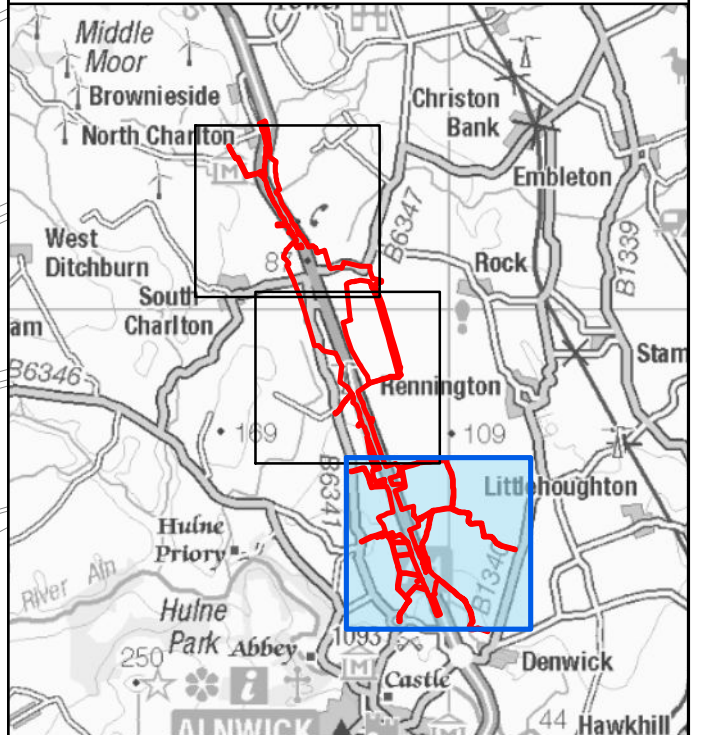 Tower
Middle
Moor
Brownieside
Christon
Bank
North Charlton
Embleton
B6347
West
Ditchburn
87
Rock
B1339
South
Charlton
am
Stam
B6346
Rennington
169
109
B6341
Littlehoughton
Hulne
Priory
B1340
River Aln
Hulne
Park
Abbey
1093
250
Denwick
Castle
ALNWICK
44
Hawkhill